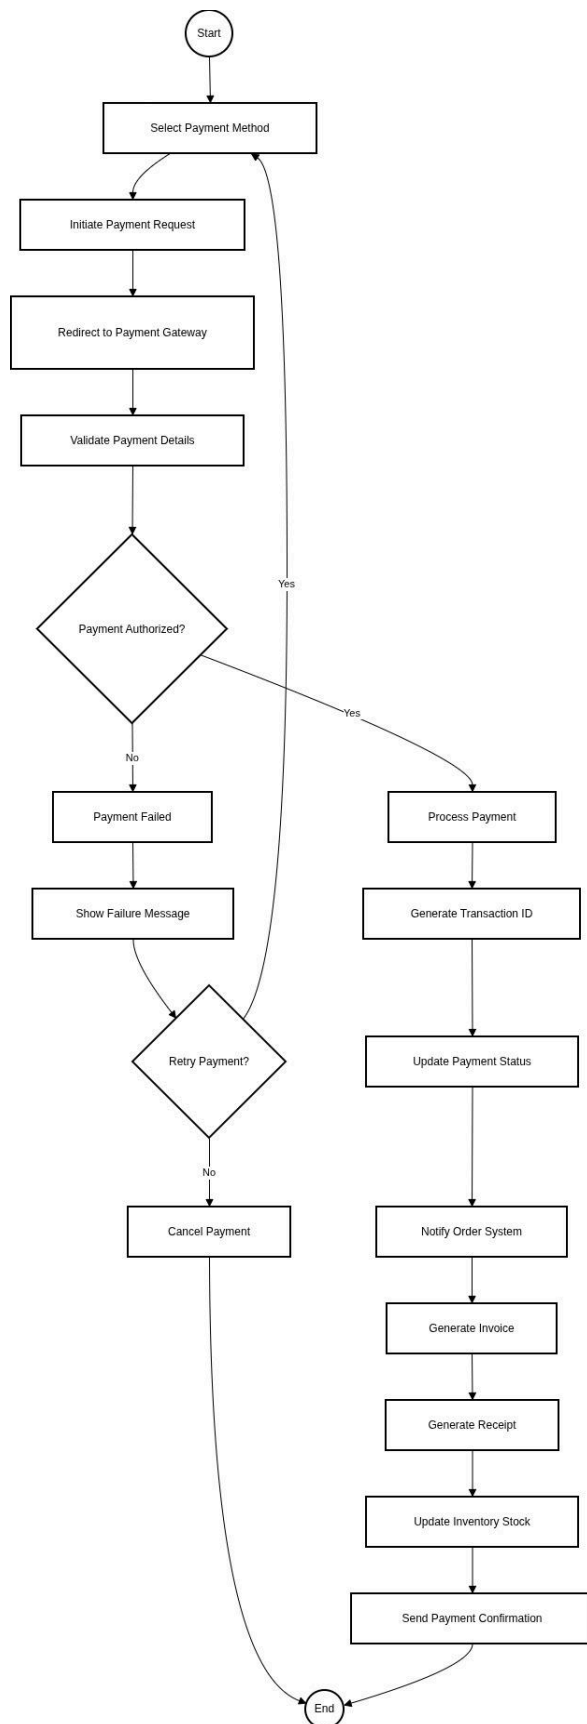 Start
Select Payment Method
Initiate Payment Request
Redirect to Payment Gateway
Validate Payment Details
Yes
Payment Authorized?
Yes
No
Payment Failed
Process Payment
Show Failure Message
Generate Transaction ID
Retry Payment?
Update Payment Status
No
Cancel Payment
Notify Order System
Generate Invoice
Generate Receipt
Update Inventory Stock
Send Payment Confirmation
End